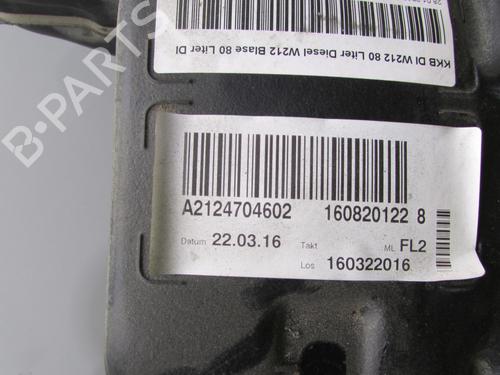 KKB DI W212 80 Liter Diesel W212 Blase 80 Liter DI
A2124704602 160820122 8
Datum 22.03.16 Takt ML FL2
Los 160322016
B-PARTS